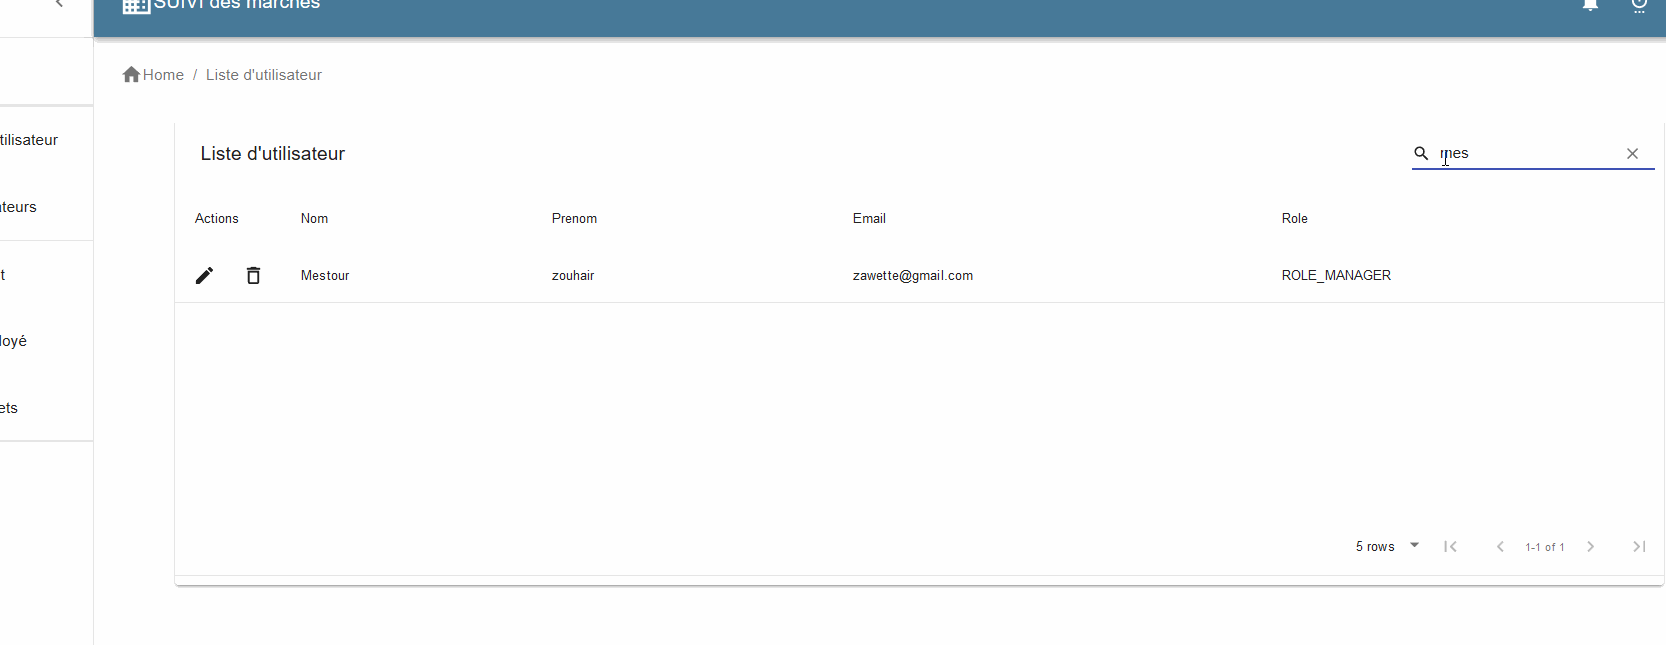 SUIVI des marchés
Home / Liste d'utilisateur
tilisateur
Liste d'utilisateur
mes
ateurs
Actions Nom Prenom Email Role
t
Mestour zouhair zawette@gmail.com ROLE_MANAGER
loyé
ets
5 rows 1-1 of 1